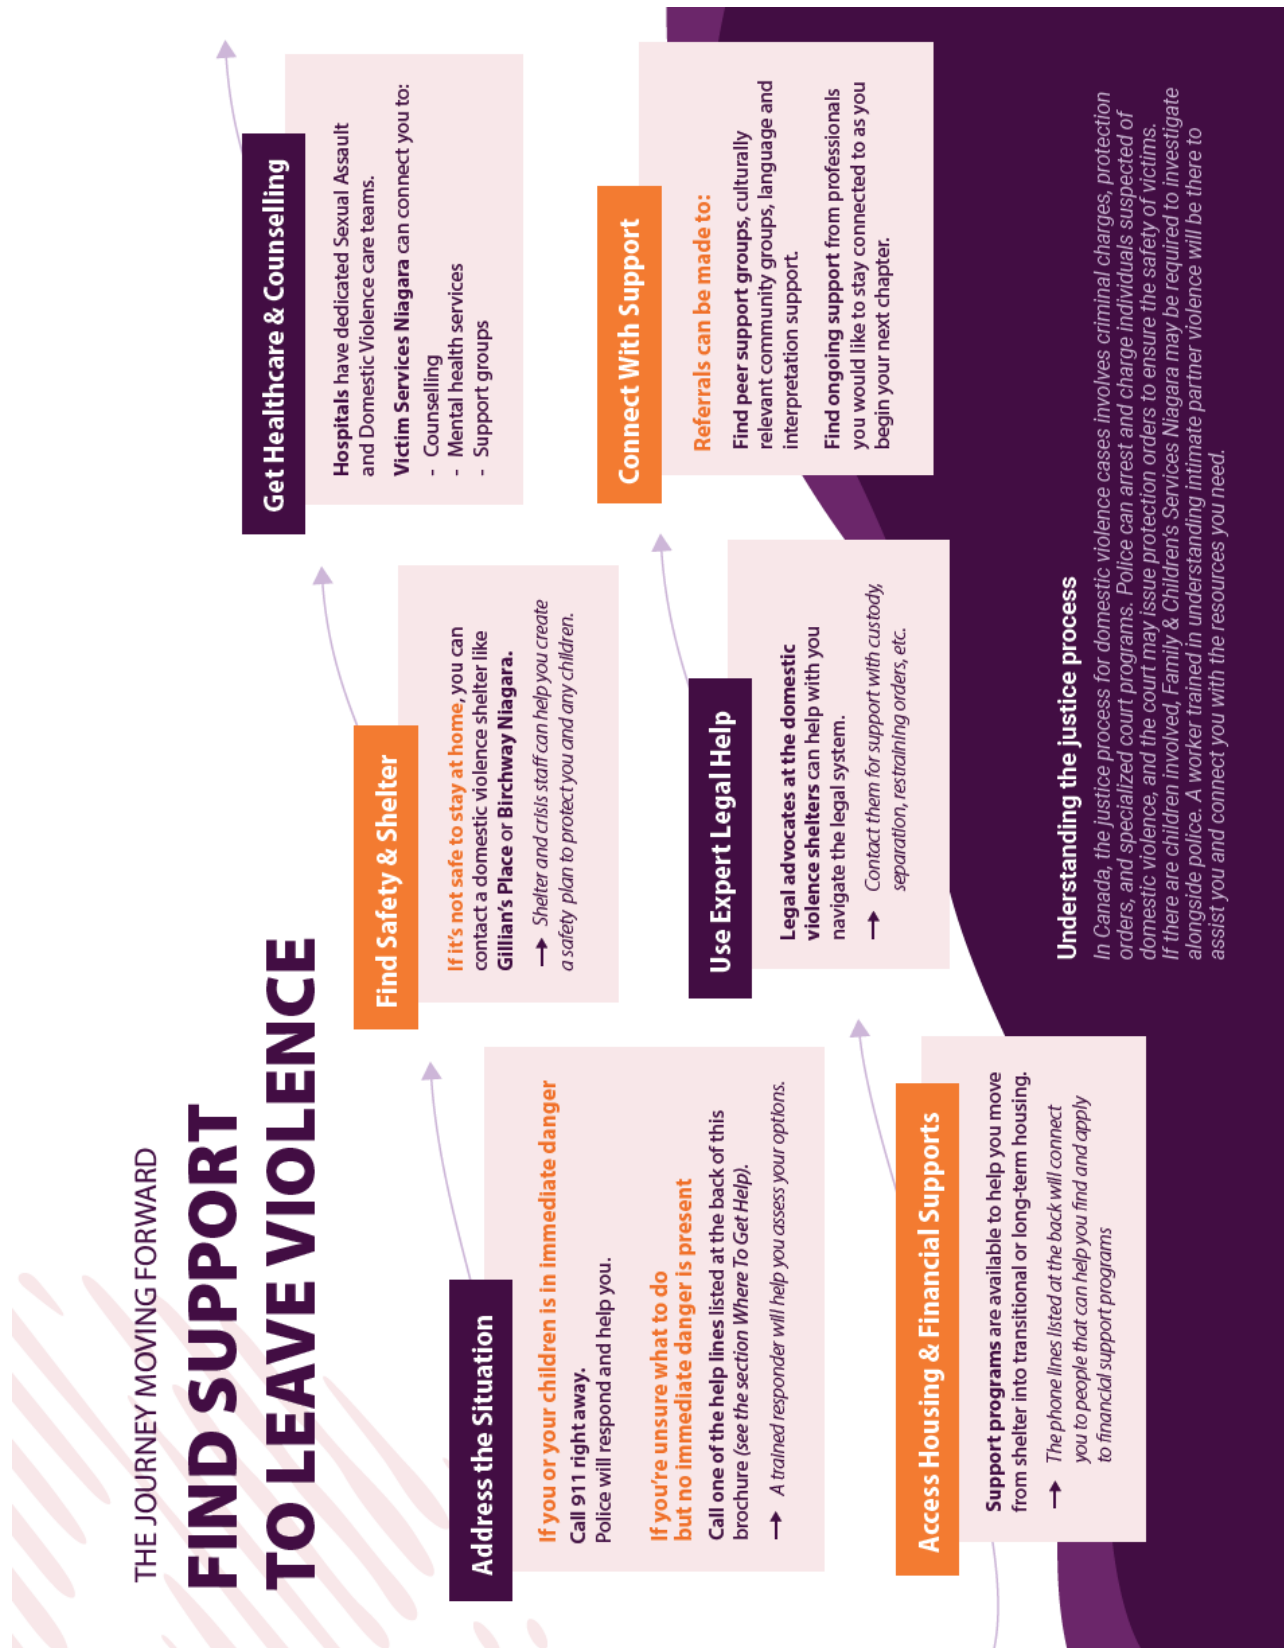 THE JOURNEY MOVING FORWARD
FIND SUPPORT
TO LEAVE VIOLENCE
Address the Situation
If you or your children is in immediate danger
Call 911 right away.
Police will respond and help you.
If you're unsure what to do
but no immediate danger is present
Call one of the help lines listed at the back of this
brochure (see the section Where To Get Help).
→ A trained responder will help you assess your options.
Find Safety & Shelter
If it's not safe to stay at home, you can
contact a domestic violence shelter like
Gillian's Place or Birchway Niagara.
→ Shelter and crisis staff can help you create
a safety plan to protect you and any children.
Get Healthcare & Counselling
Hospitals have dedicated Sexual Assault
and Domestic Violence care teams.
Victim Services Niagara can connect you to:
- Counselling
- Mental health services
- Support groups
Access Housing & Financial Supports
Support programs are available to help you move
from shelter into transitional or long-term housing.
→ The phone lines listed at the back will connect
you to people that can help you find and apply
to financial support programs
Use Expert Legal Help
Legal advocates at the domestic
violence shelters can help with you
navigate the legal system.
→ Contact them for support with custody,
separation, restraining orders, etc.
Connect With Support
Referrals can be made to:
Find peer support groups, culturally
relevant community groups, language and
interpretation support.
Find ongoing support from professionals
you would like to stay connected to as you
begin your next chapter.
Understanding the justice process
In Canada, the justice process for domestic violence cases involves criminal charges, protection
orders, and specialized court programs. Police can arrest and charge individuals suspected of
domestic violence, and the court may issue protection orders to ensure the safety of victims.
If there are children involved, Family & Children's Services Niagara may be required to investigate
alongside police. A worker trained in understanding intimate partner violence will be there to
assist you and connect you with the resources you need.